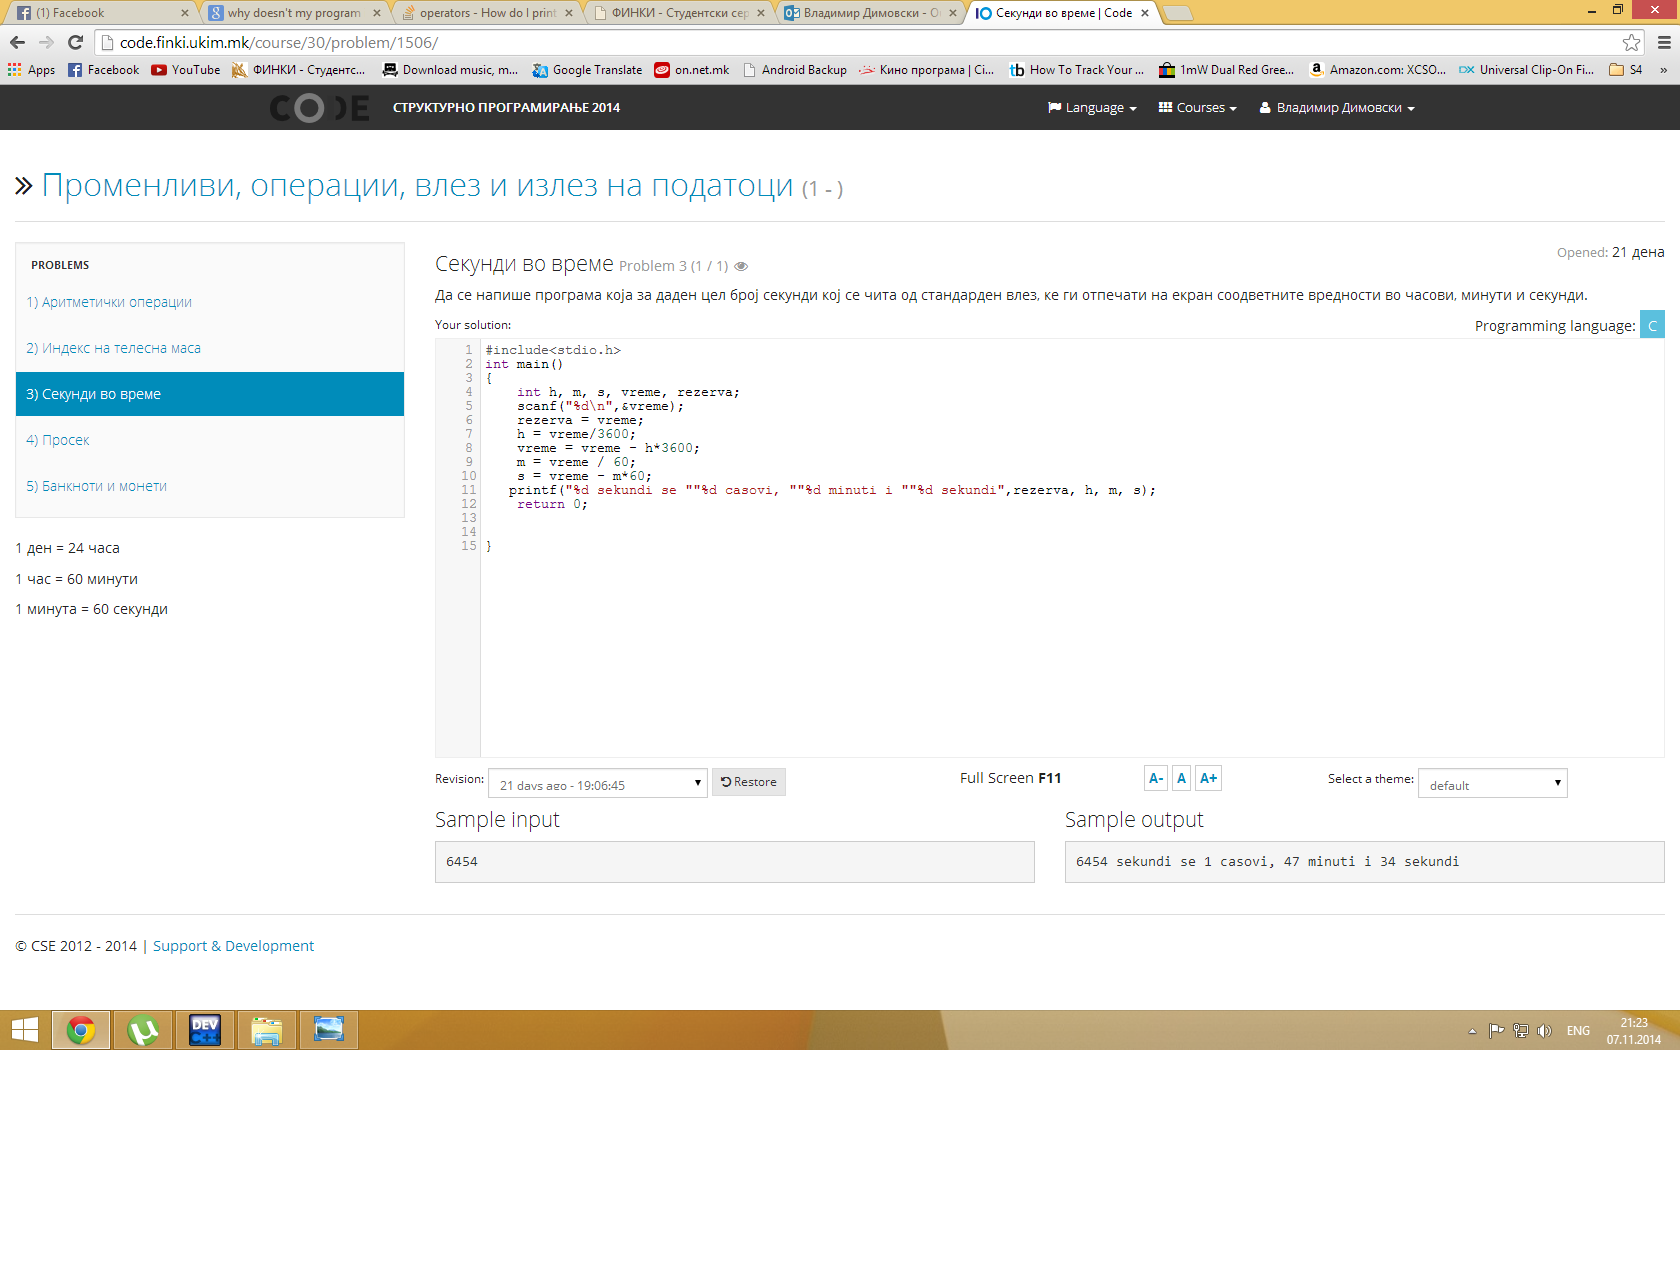 (1) Facebook
why doesn't my program
operators - How do I print
ФИНКИ - Студентски сер
Владимир Димовски - О
Секунди во време | Code
code.finki.ukim.mk/course/30/problem/1506/
Apps Facebook YouTube ФИНКИ - Студентс... Download music, m... Google Translate on.net.mk Android Backup Кино програма | Ci... How To Track Your ... 1mW Dual Red Gree... Amazon.com: XCSO... Universal Clip-On Fi... S4 »
CODE СТРУКТУРНО ПРОГРАМИРАЊЕ 2014 Language Courses Владимир Димовски
Променливи, операции, влез и излез на податоци (1 - )
PROBLEMS
1) Аритметички операции
2) Индекс на телесна маса
3) Секунди во време
4) Просек
5) Банкноти и монети
1 ден = 24 часа
1 час = 60 минути
1 минута = 60 секунди
Opened: 21 дена
Секунди во време Problem 3 (1 / 1)
Да се напише програма која за даден цел број секунди кој се чита од стандарден влез, ке ги отпечати на екран соодветните вредности во часови, минути и секунди.
Your solution:
Programming language: C
1 #include<stdio.h>
2 int main()
3 {
4 int h, m, s, vreme, rezerva;
5 scanf("%d\n",&vreme);
6 rezerva = vreme;
7 h = vreme/3600;
8 vreme = vreme - h*3600;
9 m = vreme / 60;
10 s = vreme - m*60;
11 printf("%d sekundi se ""%d casovi, ""%d minuti i ""%d sekundi",rezerva, h, m, s);
12 return 0;
13
14
15 }
Revision: 21 days ago - 19:06:45 Restore Full Screen F11 A- A A+ Select a theme: default
Sample input
6454
Sample output
6454 sekundi se 1 casovi, 47 minuti i 34 sekundi
© CSE 2012 - 2014 | Support & Development
DEV C++
ENG
21:23
07.11.2014